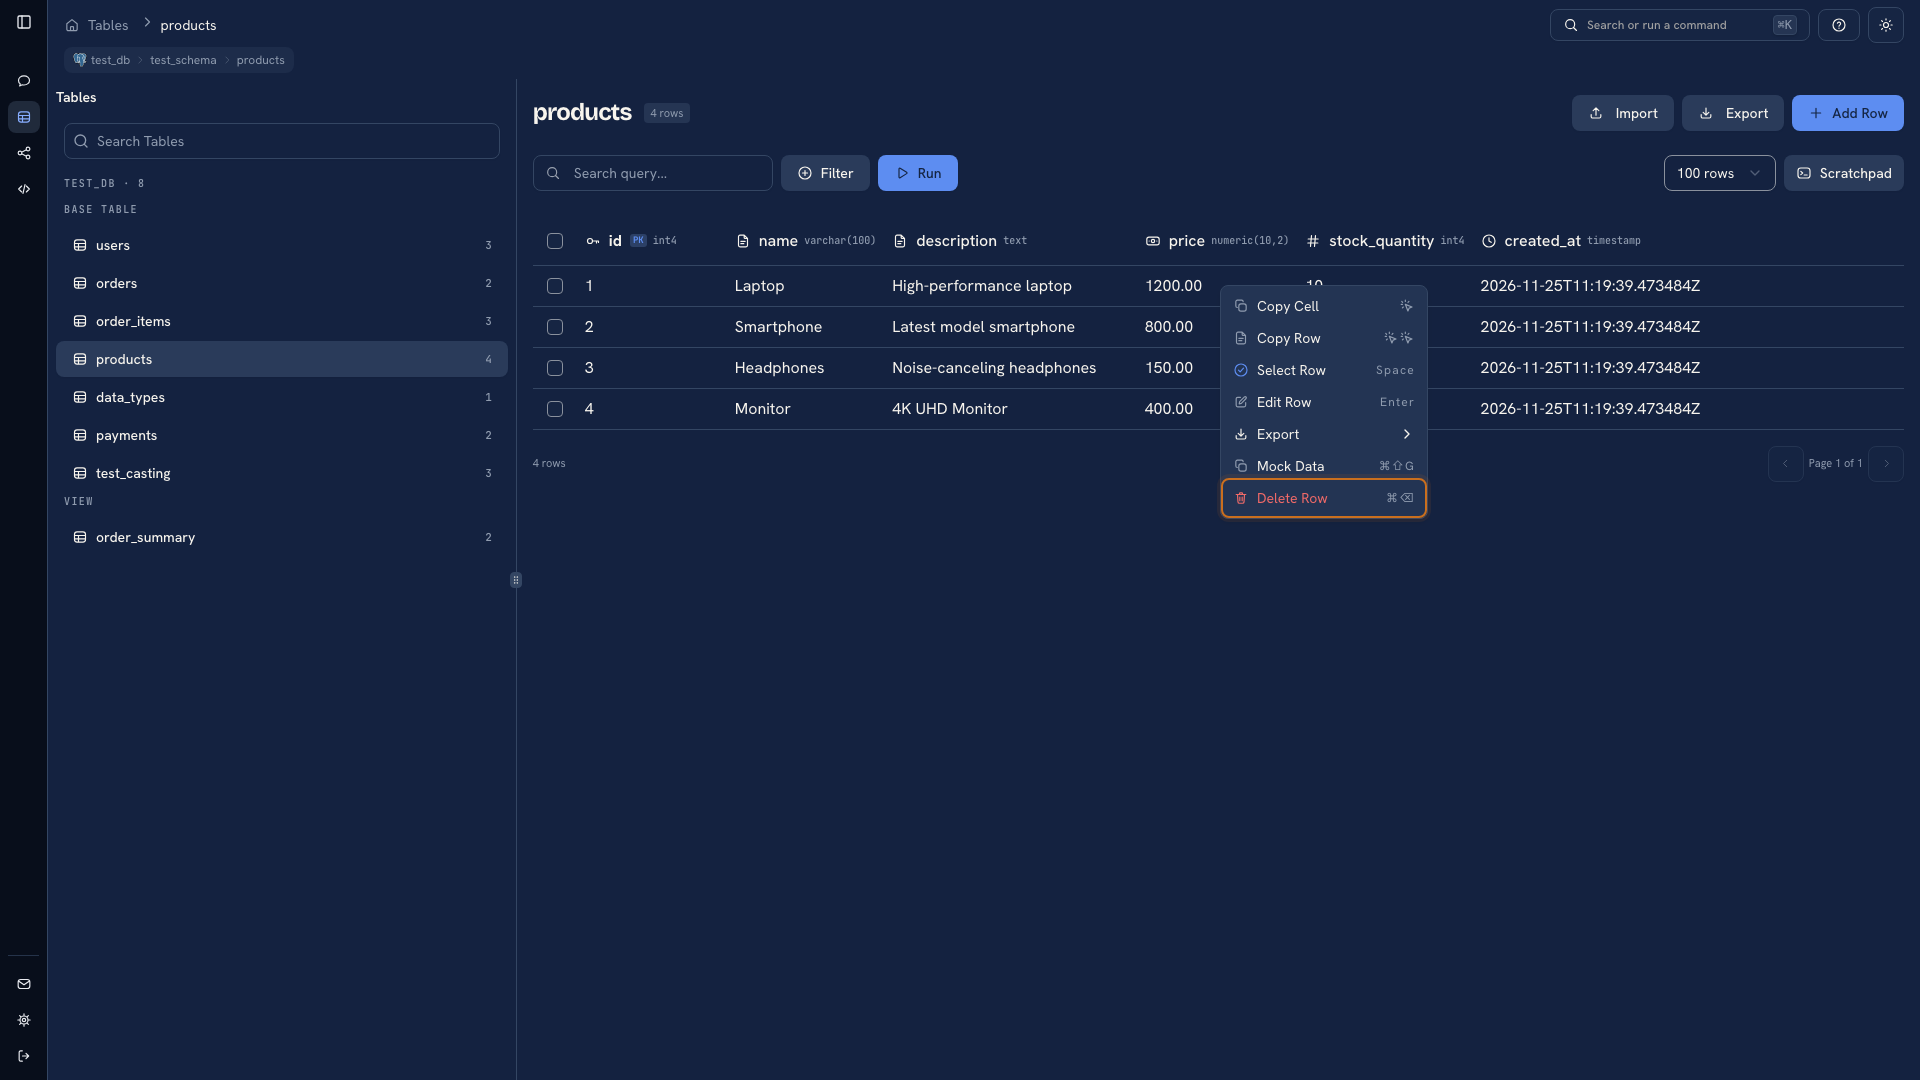 Tables > products
Search or run a command ⌘K
test_db > test_schema > products
Tables
Search Tables
TEST_DB · 8
BASE TABLE
users 3
orders 2
order_items 3
products 4
data_types 1
payments 2
test_casting 3
VIEW
order_summary 2
products 4 rows
Import
Export
Add Row
Search query...
Filter
Run
100 rows
Scratchpad
id PK int4 name varchar(100) description text price numeric(10,2) stock_quantity int4 created_at timestamp
1 Laptop High-performance laptop 1200.00 2026-11-25T11:19:39.473484Z
2 Smartphone Latest model smartphone 800.00 2026-11-25T11:19:39.473484Z
3 Headphones Noise-canceling headphones 150.00 2026-11-25T11:19:39.473484Z
4 Monitor 4K UHD Monitor 400.00 2026-11-25T11:19:39.473484Z
4 rows
Page 1 of 1
Copy Cell
Copy Row
Select Row Space
Edit Row Enter
Export
Mock Data ⌘⇧G
Delete Row ⌘⌫